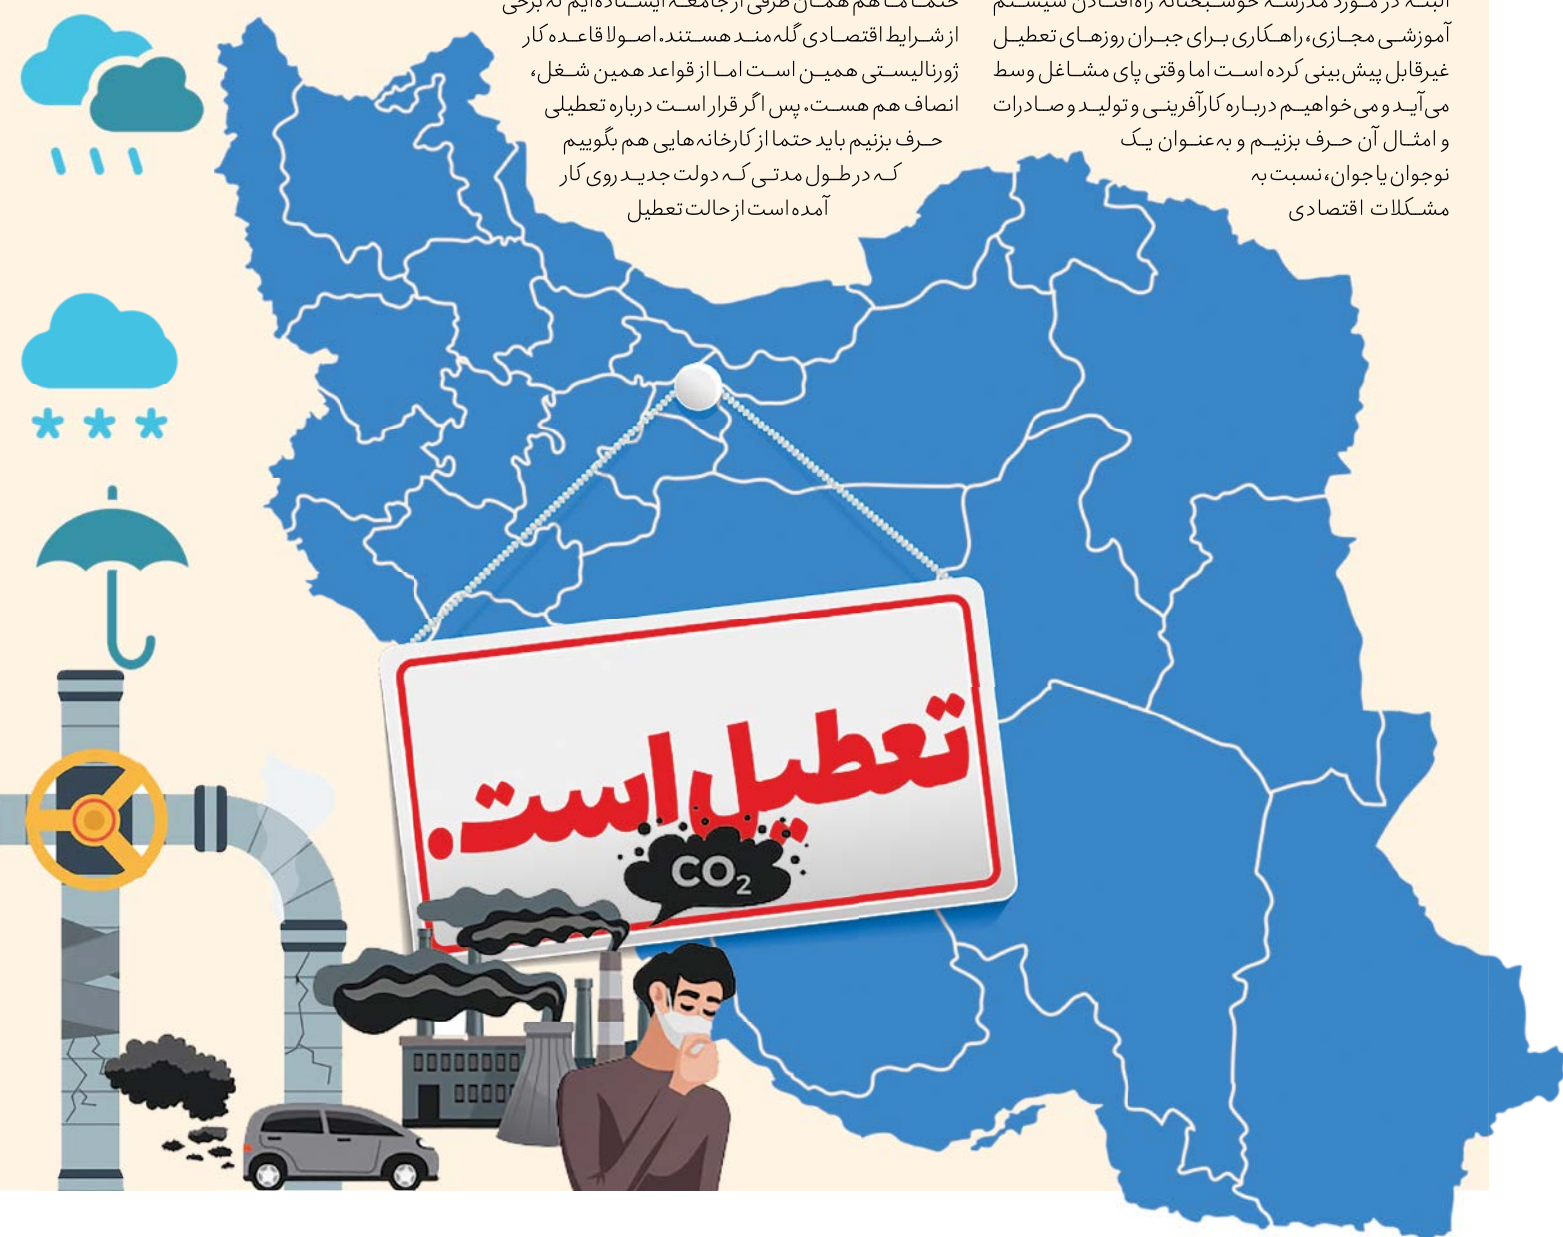 البته در مورد مدرسه خوشبختانه راه‌افتادن سیستم
آموزشی مجازی، راهکاری برای جبران روزهای تعطیل
غیرقابل پیش‌بینی کرده است اما وقتی پای مشاغل وسط
می‌آید و می‌خواهیم درباره کارآفرینی و تولید و صادرات
و امثال آن حرف بزنیم و به‌عنوان یک
نوجوان یا جوان، نسبت به
مشکلات اقتصادی
حتما ما هم همان طرفی از جامعه ایستاده‌ایم که برخی
از شرایط اقتصادی گله‌مند هستند. اصولا قاعده کار
ژورنالیستی همین است اما از قواعد همین شغل،
انصاف هم هست. پس اگر قرار است درباره تعطیلی
حرف بزنیم باید حتما از کارخانه‌هایی هم بگوییم
که در طول مدتی که دولت جدید روی کار
آمده است از حالت تعطیل
تعطیل است.
CO₂